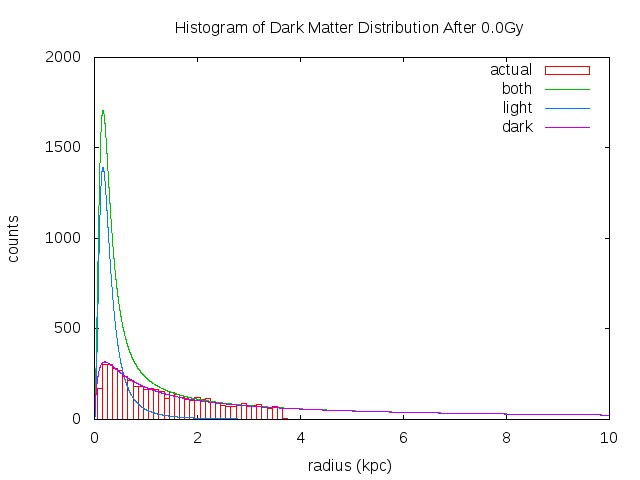 Histogram of Dark Matter Distribution After 0.0Gy
2000
1500
1000
500
0
counts
actual
both
light
dark
0 2 4 6 8 10
radius (kpc)